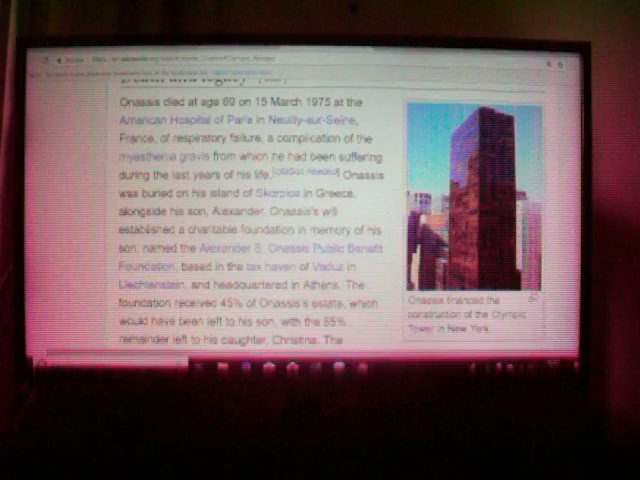 Death and legacy
Onassis died at age 69 on 15 March 1975 at the
American Hospital of Paris in Neuilly-sur-Seine,
France, of respiratory failure, a complication of the
myasthenia gravis from which he had been suffering
during the last years of his life.[citation needed] Onassis
was buried on his island of Skorpios in Greece,
alongside his son, Alexander. Onassis's will
established a charitable foundation in memory of his
son, named the Alexander S. Onassis Public Benefit
Foundation, based in the tax haven of Vaduz in
Liechtenstein, and headquartered in Athens. The
foundation received 45% of Onassis's estate, which
would have been left to his son, with the 55%
remainder left to his daughter, Christina. The
Onassis financed the
construction of the Olympic
Tower in New York.